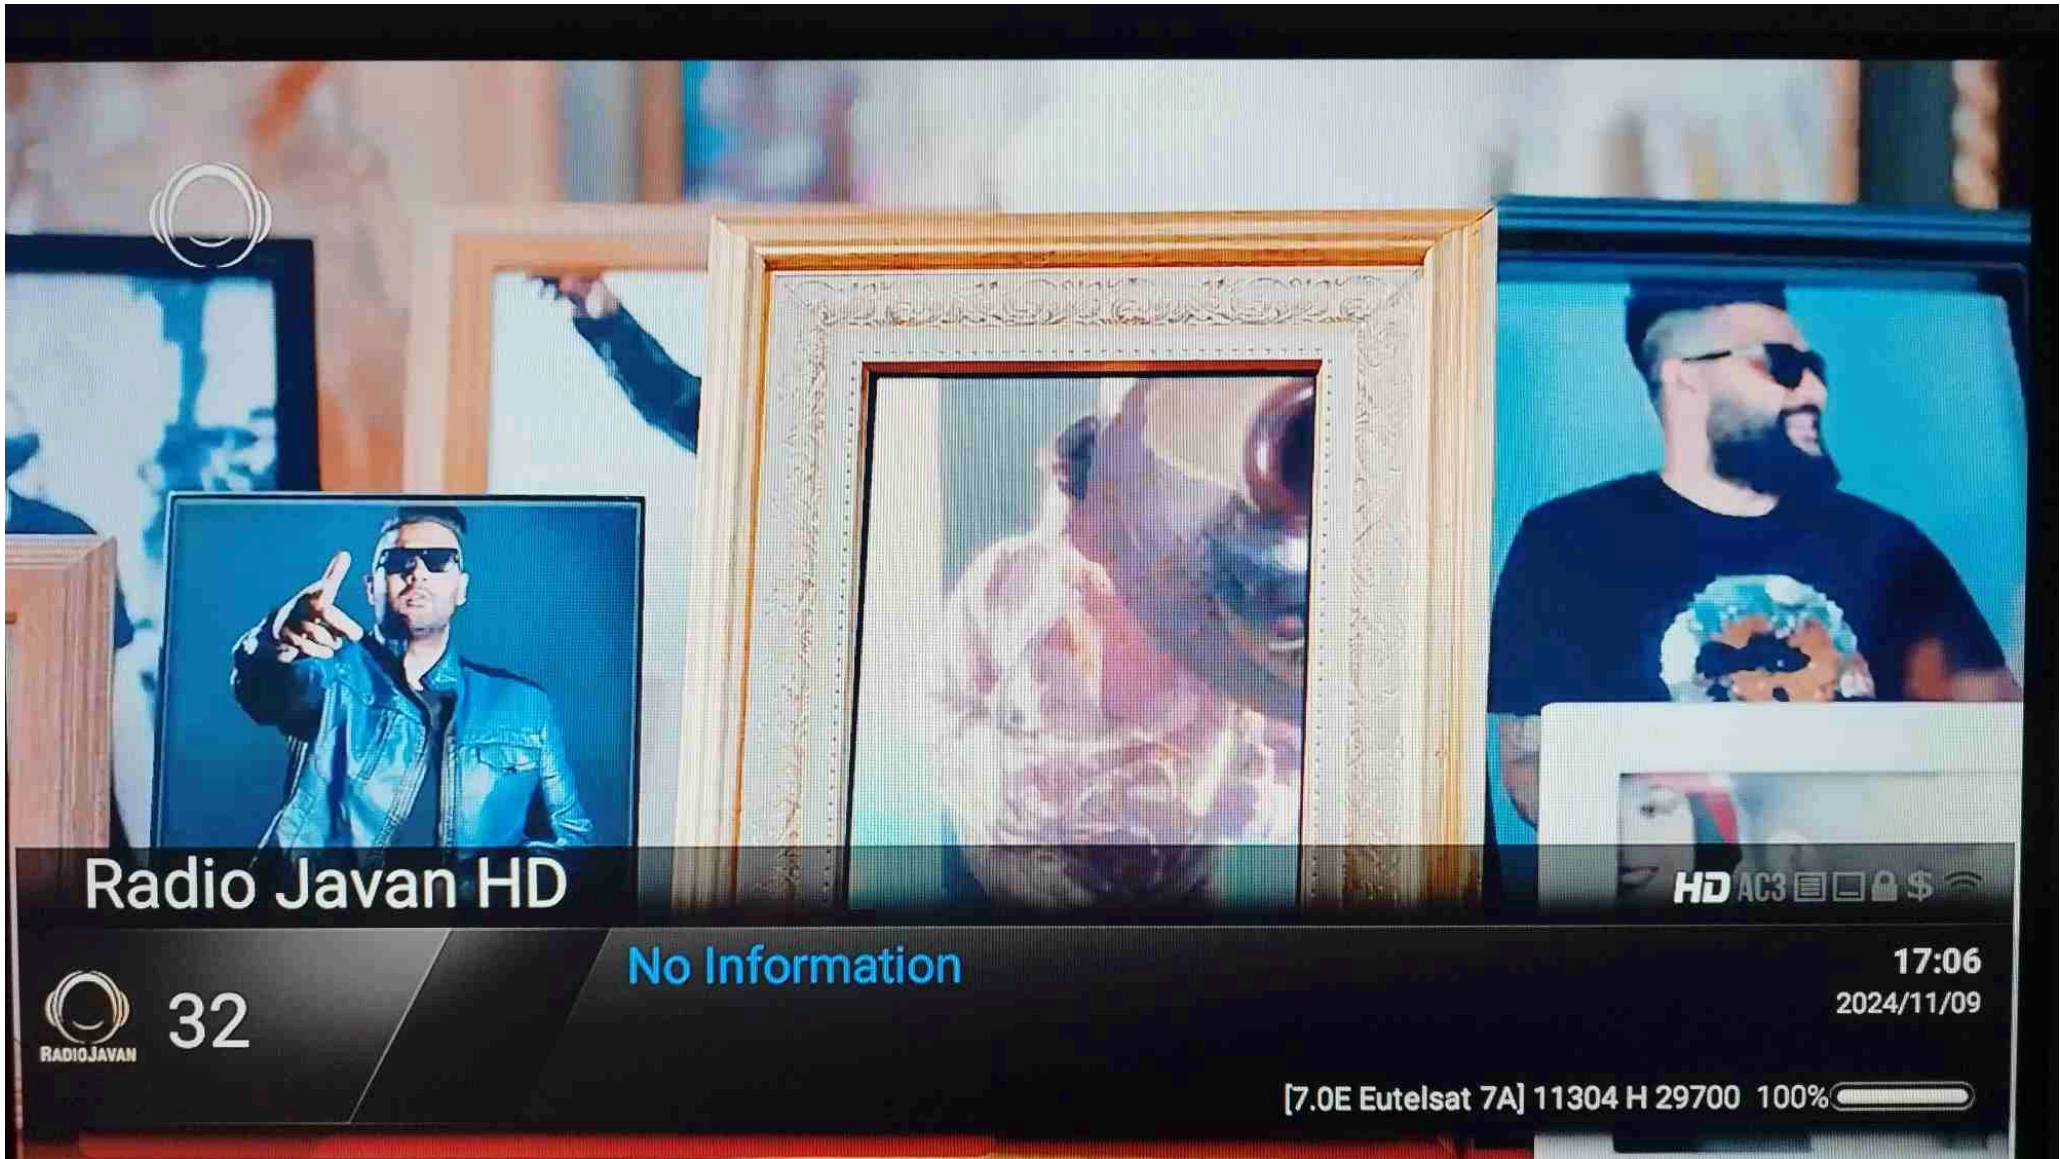 Radio Javan HD
HD AC3 $
No Information
17:06
2024/11/09
32
RADIOJAVAN
[7.0E Eutelsat 7A] 11304 H 29700 100%